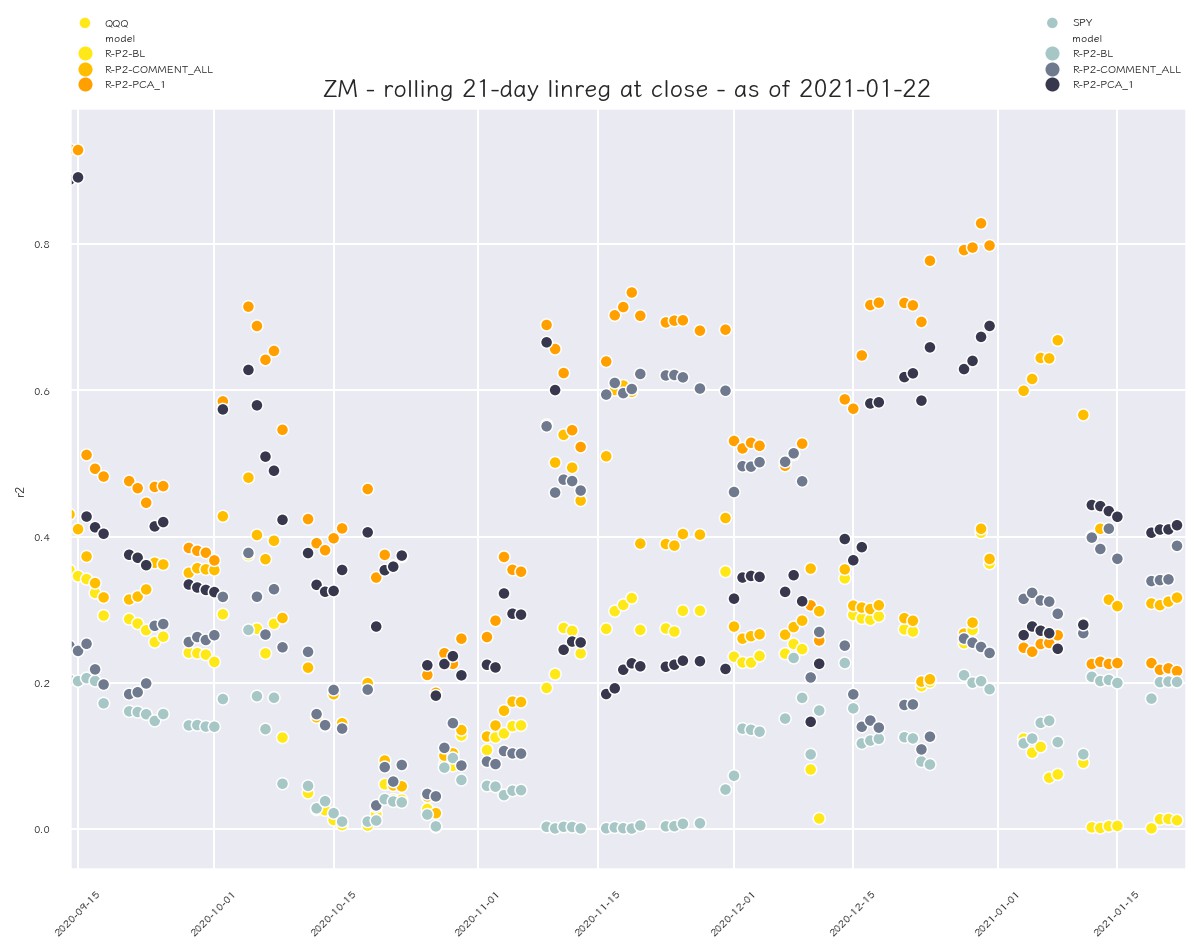 QQQ
model
R-P2-BL
R-P2-COMMENT_ALL
R-P2-PCA_1
SPY
model
R-P2-BL
R-P2-COMMENT_ALL
R-P2-PCA_1
ZM - rolling 21-day linreg at close - as of 2021-01-22
0.8
0.6
0.4
0.2
0.0
r2
2020-09-15
2020-10-01
2020-10-15
2020-11-01
2020-11-15
2020-12-01
2020-12-15
2021-01-01
2021-01-15